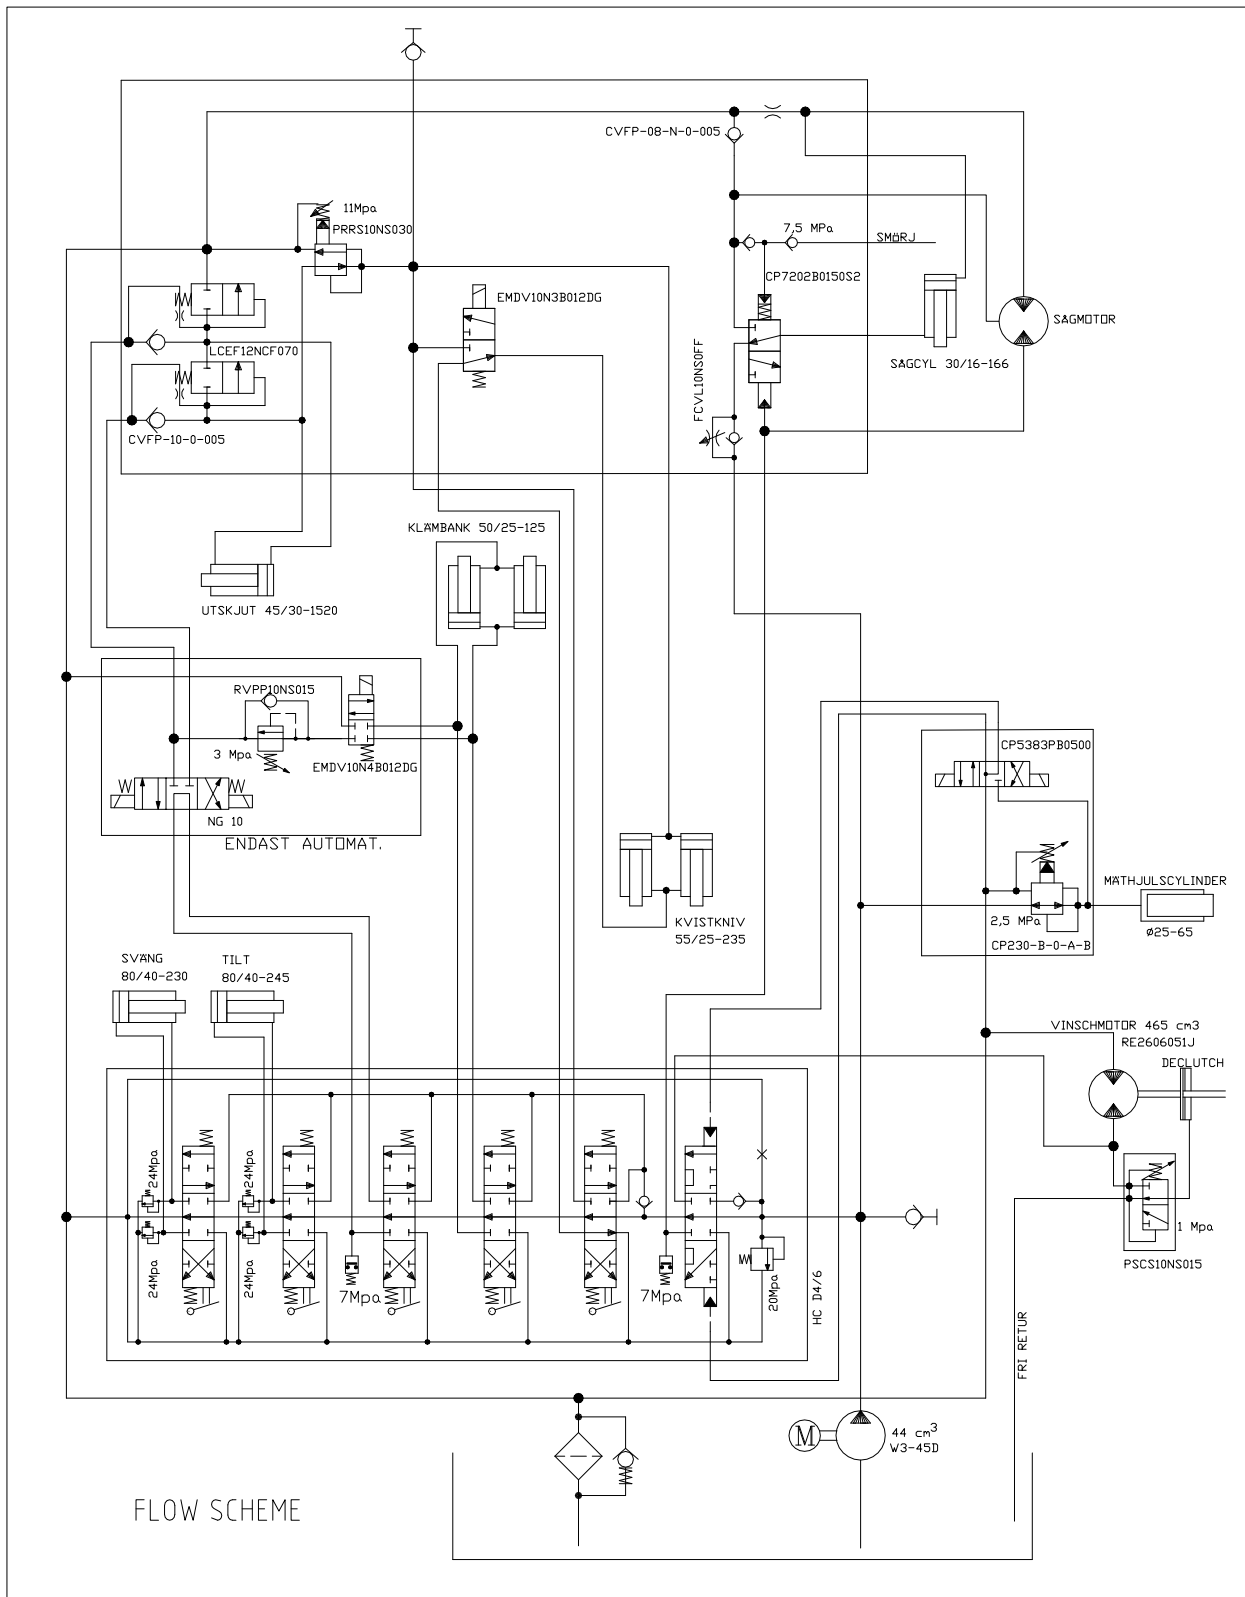 CVFP-08-N-0-005
11Mpa
PRRS10NS030
7,5 MPa
SMÖRJ
CP7202B0150S2
EMDV10N3B012DG
SÅGMOTOR
LCEF12NCF070
SÅGCYL 30/16-166
FCVL10NSOFF
CVFP-10-0-005
KLÄMBANK 50/25-125
UTSKJUT 45/30-1520
RVPP10NS015
3 Mpa
EMDV10N4B012DG
NG 10
ENDAST AUTOMAT.
CP5383PB0500
MÄTHJULSCYLINDER
2,5 MPa
Ø25-65
CP230-B-0-A-B
KVISTKNIV
55/25-235
SVÄNG
80/40-230
TILT
80/40-245
VINSCHMOTOR 465 cm3
RE2606051J
DECLUTCH
24Mpa
24Mpa
24Mpa
24Mpa
7Mpa
7Mpa
20Mpa
HC D4/6
1 Mpa
PSCS10NS015
FRI RETUR
M
44 cm3
W3-45D
FLOW SCHEME